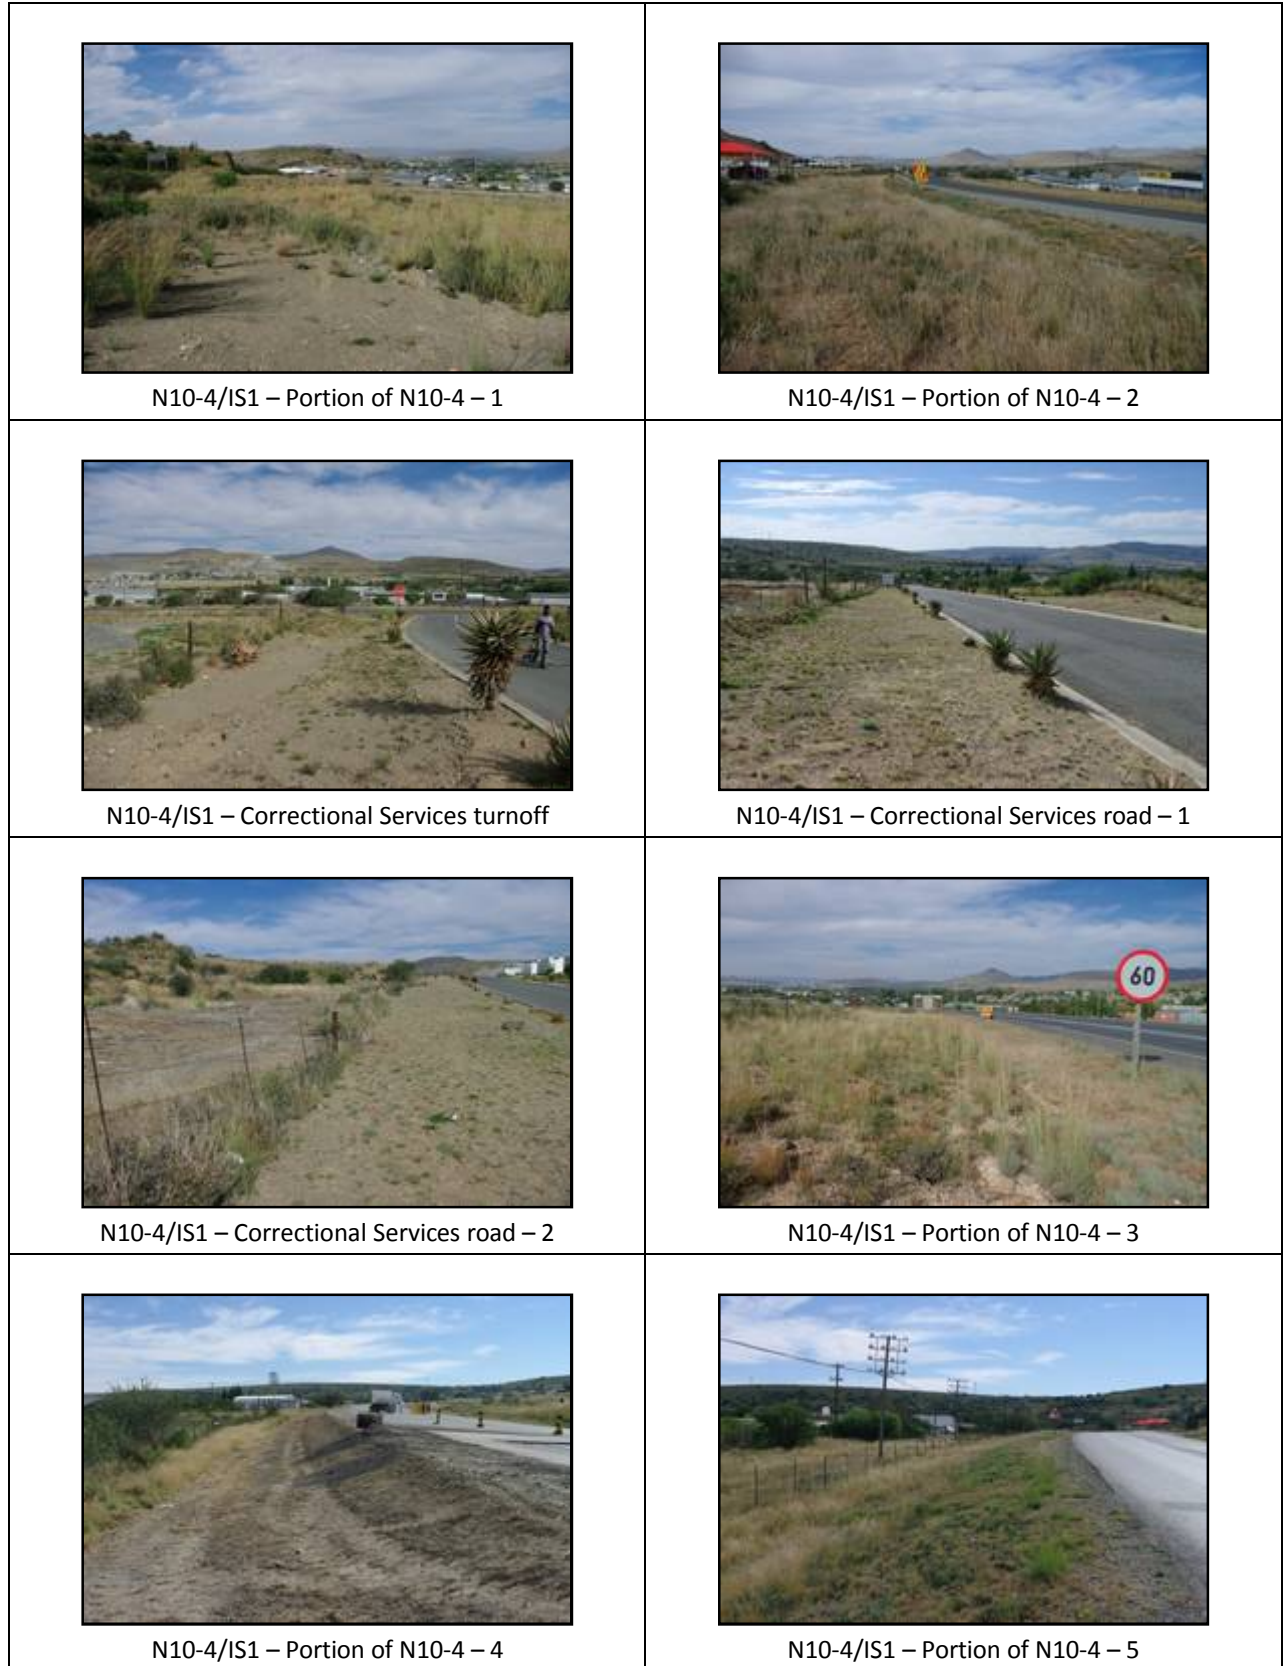 N10-4/IS1 – Portion of N10-4 – 1
N10-4/IS1 – Portion of N10-4 – 2
N10-4/IS1 – Correctional Services turnoff
N10-4/IS1 – Correctional Services road – 1
N10-4/IS1 – Correctional Services road – 2
60
N10-4/IS1 – Portion of N10-4 – 3
N10-4/IS1 – Portion of N10-4 – 4
N10-4/IS1 – Portion of N10-4 – 5